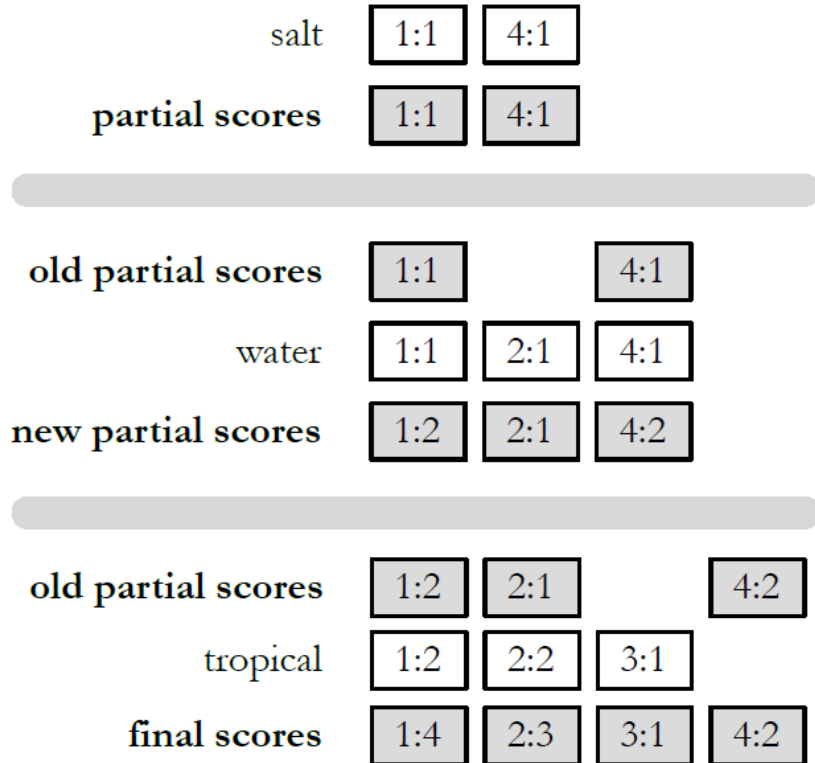 salt 1:1 4:1
partial scores 1:1 4:1
old partial scores 1:1 4:1
water 1:1 2:1 4:1
new partial scores 1:2 2:1 4:2
old partial scores 1:2 2:1 4:2
tropical 1:2 2:2 3:1
final scores 1:4 2:3 3:1 4:2